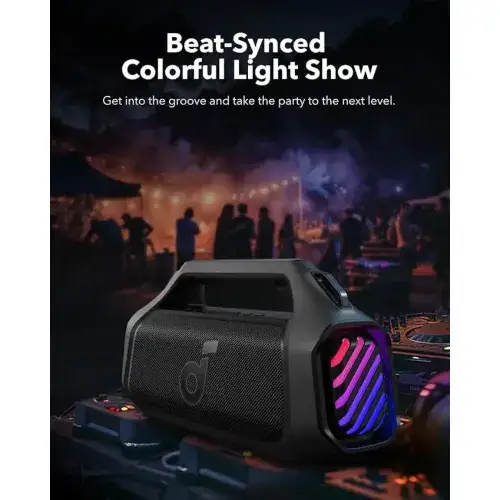 Beat-Synced
Colorful Light Show
Get into the groove and take the party to the next level.